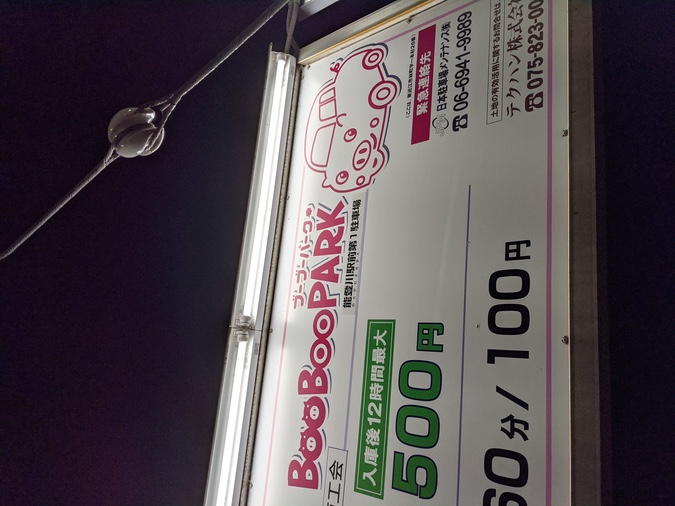 ブーブーパーク
BOOBOOPARK
能登川駅前第1駐車場
緊急連絡先
日本駐車場メンテナンス㈱
☎06-6941-9989
土地の有効活用に関するお問合せは
テクハン株式会
☎075-823-00
工会
入庫後12時間最大
500円
60分/100円